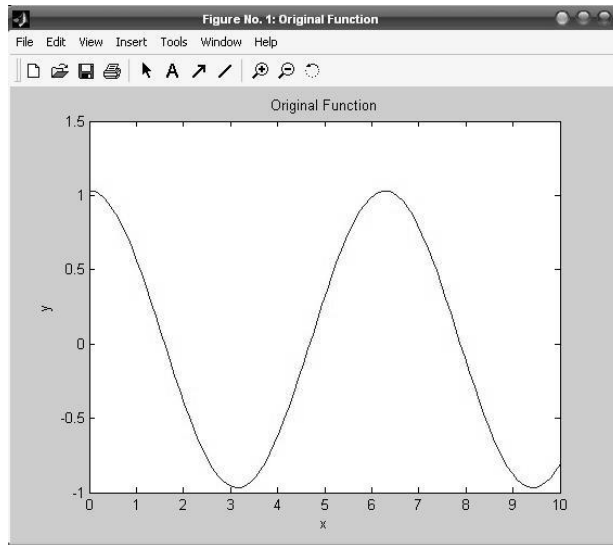 Figure No. 1: Original Function
File Edit View Insert Tools Window Help
A
Original Function
1.5
1
0.5
0
-0.5
-1
y
0 1 2 3 4 5 6 7 8 9 10
x